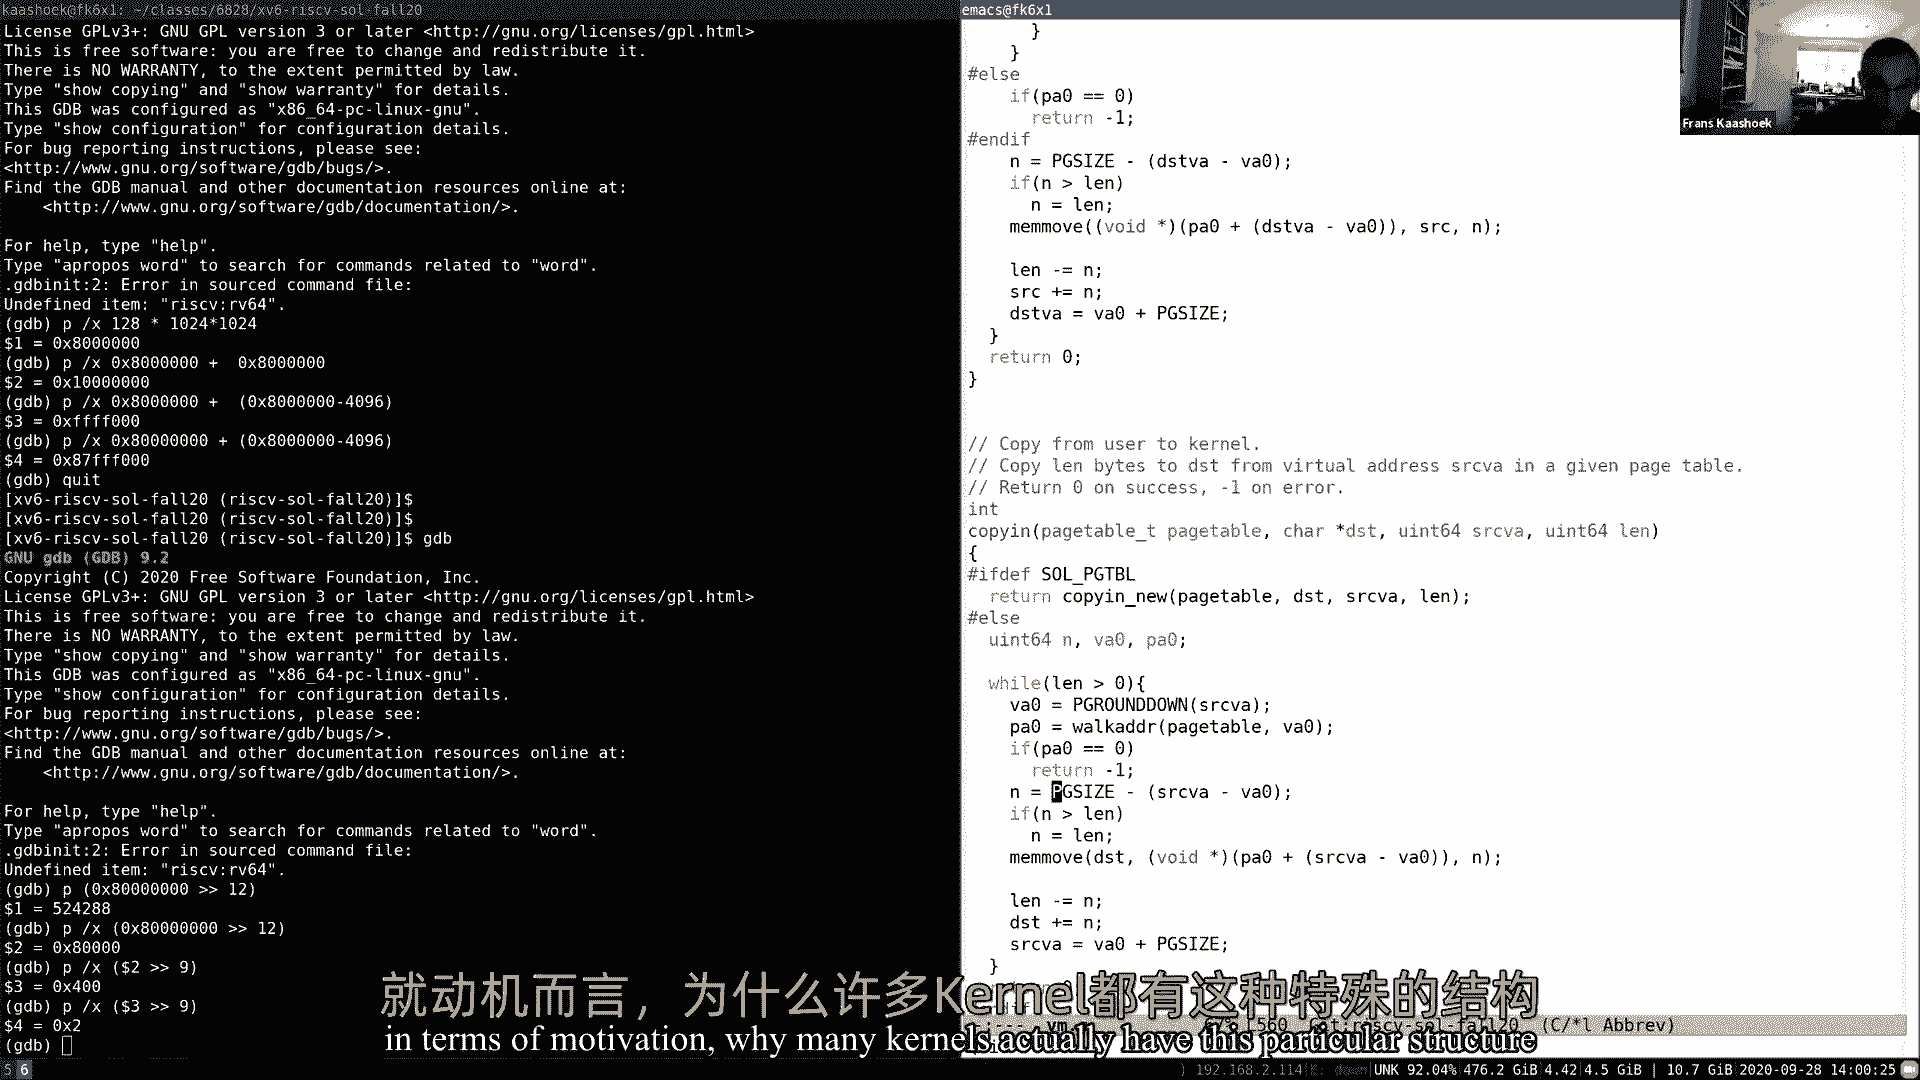 kaashoek@fk6x1: ~/classes/6828/xv6-riscv-sol-fall20
License GPLv3+: GNU GPL version 3 or later <http://gnu.org/licenses/gpl.html>
This is free software: you are free to change and redistribute it.
There is NO WARRANTY, to the extent permitted by law.
Type "show copying" and "show warranty" for details.
This GDB was configured as "x86_64-pc-linux-gnu".
Type "show configuration" for configuration details.
For bug reporting instructions, please see:
<http://www.gnu.org/software/gdb/bugs/>.
Find the GDB manual and other documentation resources online at:
    <http://www.gnu.org/software/gdb/documentation/>.

For help, type "help".
Type "apropos word" to search for commands related to "word".
.gdbinit:2: Error in sourced command file:
Undefined item: "riscv:rv64".
(gdb) p /x 128 * 1024*1024
$1 = 0x8000000
(gdb) p /x 0x8000000 +  0x8000000
$2 = 0x10000000
(gdb) p /x 0x8000000 +  (0x8000000-4096)
$3 = 0xffff000
(gdb) p /x 0x80000000 + (0x8000000-4096)
$4 = 0x87fff000
(gdb) quit
[xv6-riscv-sol-fall20 (riscv-sol-fall20)]$
[xv6-riscv-sol-fall20 (riscv-sol-fall20)]$
[xv6-riscv-sol-fall20 (riscv-sol-fall20)]$ gdb
GNU gdb (GDB) 9.2
Copyright (C) 2020 Free Software Foundation, Inc.
License GPLv3+: GNU GPL version 3 or later <http://gnu.org/licenses/gpl.html>
This is free software: you are free to change and redistribute it.
There is NO WARRANTY, to the extent permitted by law.
Type "show copying" and "show warranty" for details.
This GDB was configured as "x86_64-pc-linux-gnu".
Type "show configuration" for configuration details.
For bug reporting instructions, please see:
<http://www.gnu.org/software/gdb/bugs/>.
Find the GDB manual and other documentation resources online at:
    <http://www.gnu.org/software/gdb/documentation/>.

For help, type "help".
Type "apropos word" to search for commands related to "word".
.gdbinit:2: Error in sourced command file:
Undefined item: "riscv:rv64".
(gdb) p (0x80000000 >> 12)
$1 = 524288
(gdb) p /x (0x80000000 >> 12)
$2 = 0x80000
(gdb) p /x ($2 >> 9)
$3 = 0x400
(gdb) p /x ($3 >> 9)
$4 = 0x2
(gdb)
emacs@fk6x1
      }
    }
#else
    if(pa0 == 0)
      return -1;
#endif
    n = PGSIZE - (dstva - va0);
    if(n > len)
      n = len;
    memmove((void *)(pa0 + (dstva - va0)), src, n);

    len -= n;
    src += n;
    dstva = va0 + PGSIZE;
  }
  return 0;
}

// Copy from user to kernel.
// Copy len bytes to dst from virtual address srcva in a given page table.
// Return 0 on success, -1 on error.
int
copyin(pagetable_t pagetable, char *dst, uint64 srcva, uint64 len)
{
#ifdef SOL_PGTBL
  return copyin_new(pagetable, dst, srcva, len);
#else
  uint64 n, va0, pa0;

  while(len > 0){
    va0 = PGROUNDDOWN(srcva);
    pa0 = walkaddr(pagetable, va0);
    if(pa0 == 0)
      return -1;
    n = PGSIZE - (srcva - va0);
    if(n > len)
      n = len;
    memmove(dst, (void *)(pa0 + (srcva - va0)), n);

    len -= n;
    dst += n;
    srcva = va0 + PGSIZE;
  }
(C/*l Abbrev)
Frans Kaashoek
就动机而言，为什么许多Kernel都有这种特殊的结构
in terms of motivation, why many kernels actually have this particular structure
5 6
192.168.2.114 UNK 92.04% 476.2 GiB 4.42 4.5 GiB | 10.7 GiB 2020-09-28 14:00:25